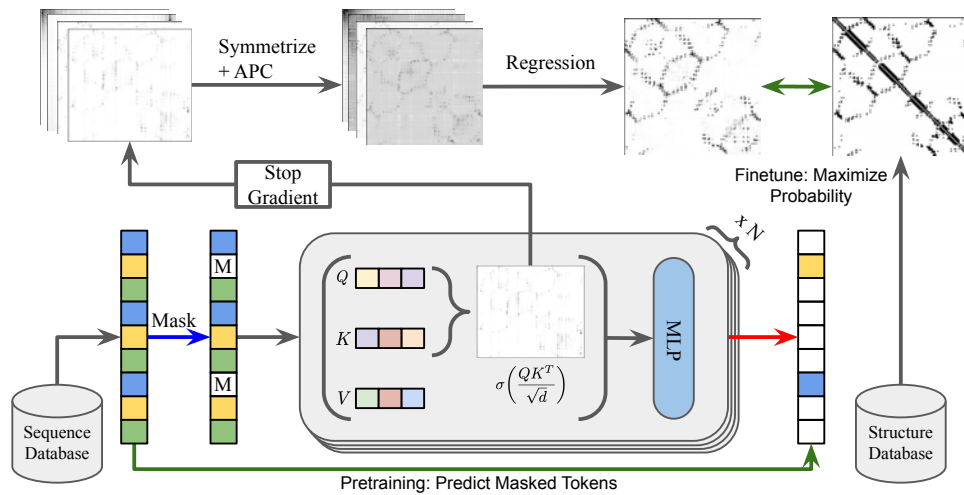 Symmetrize
+ APC
Regression
Stop
Gradient
Finetune: Maximize
Probability
x N
M
Mask
M
Q
K
V
σ(QK^T/√d)
MLP
Sequence
Database
Structure
Database
Pretraining: Predict Masked Tokens